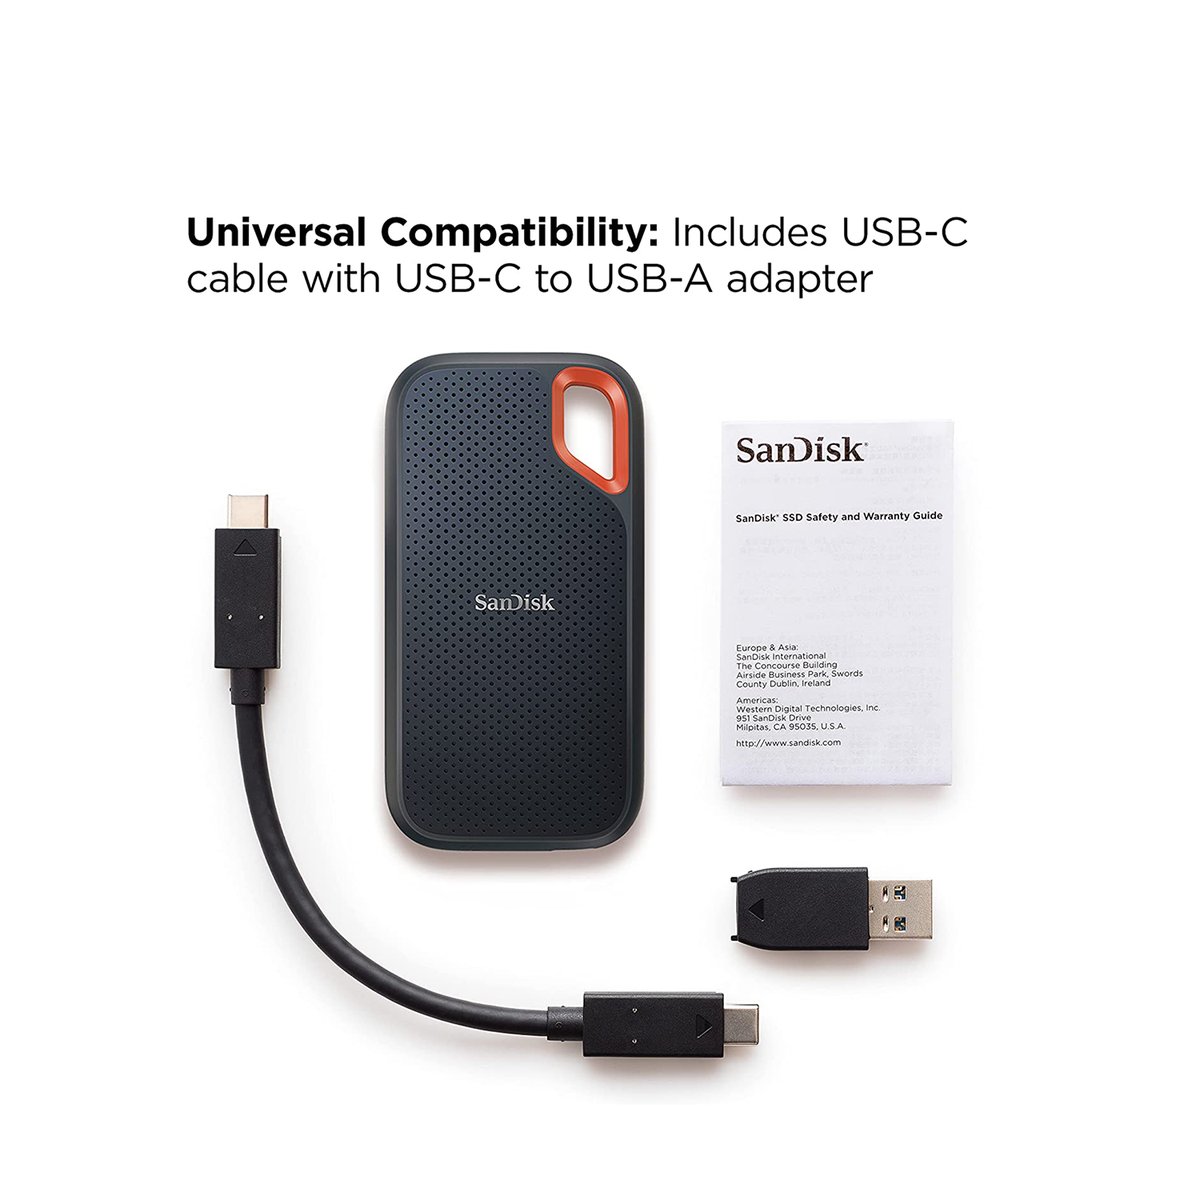 Universal Compatibility: Includes USB-C
cable with USB-C to USB-A adapter
SanDisk
SanDisk®
SanDisk® SSD Safety and Warranty Guide
Europe & Asia:
SanDisk International
The Concourse Building
Airside Business Park, Swords
County Dublin, Ireland
Americas:
Western Digital Technologies, Inc.
951 SanDisk Drive
Milpitas, CA 95035, U.S.A.
http://www.sandisk.com